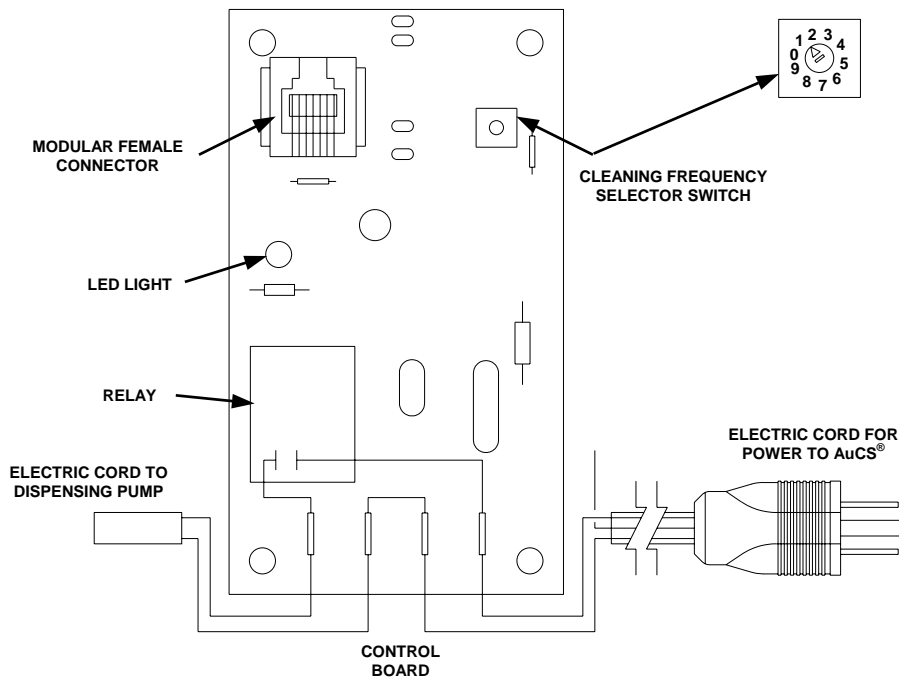 1 2 3 4
0 5
9 8 7 6
MODULAR FEMALE
CONNECTOR
CLEANING FREQUENCY
SELECTOR SWITCH
LED LIGHT
RELAY
ELECTRIC CORD FOR
POWER TO AuCS®
ELECTRIC CORD TO
DISPENSING PUMP
CONTROL
BOARD